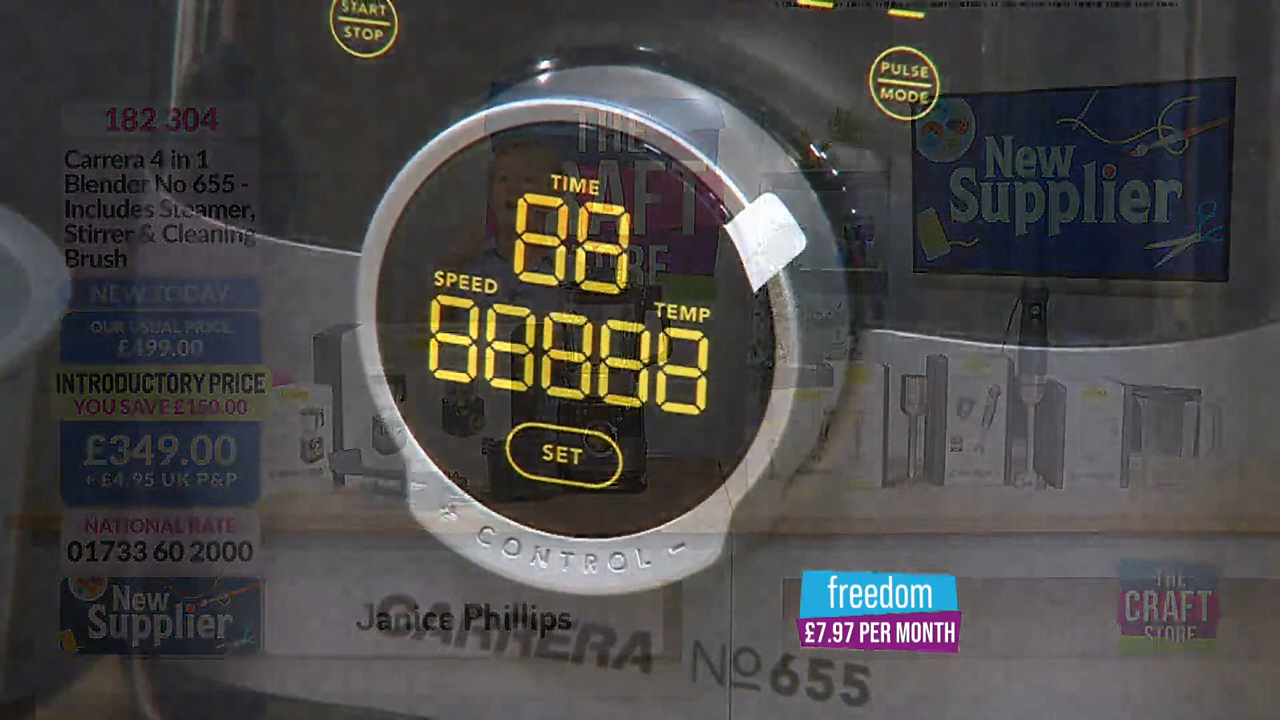 START
STOP
PULSE
MODE
182 304
Carrera 4 in 1
Blender No 655 -
Includes Steamer,
Stirrer & Cleaning
Brush
NEW TODAY
OUR USUAL PRICE
£499.00
INTRODUCTORY PRICE
YOU SAVE £150.00
£349.00
+ £4.95 UK P&P
NATIONAL RATE
01733 60 2000
New
Supplier
THE
CRAFT
STORE
TIME
88
SPEED
TEMP
88888
SET
+ CONTROL -
New
Supplier
Janice Phillips
CARRERA No655
freedom
£7.97 PER MONTH
THE
CRAFT
STORE